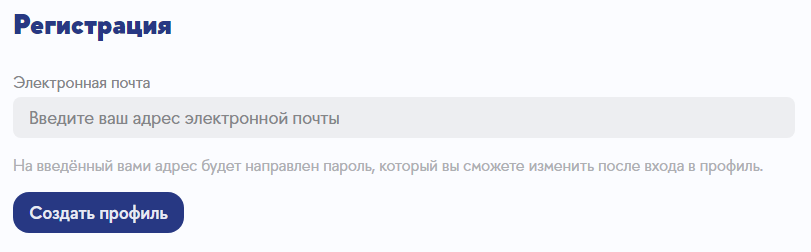 Регистрация
Электронная почта
Введите ваш адрес электронной почты
На введённый вами адрес будет направлен пароль, который вы сможете изменить после входа в профиль.
Создать профиль